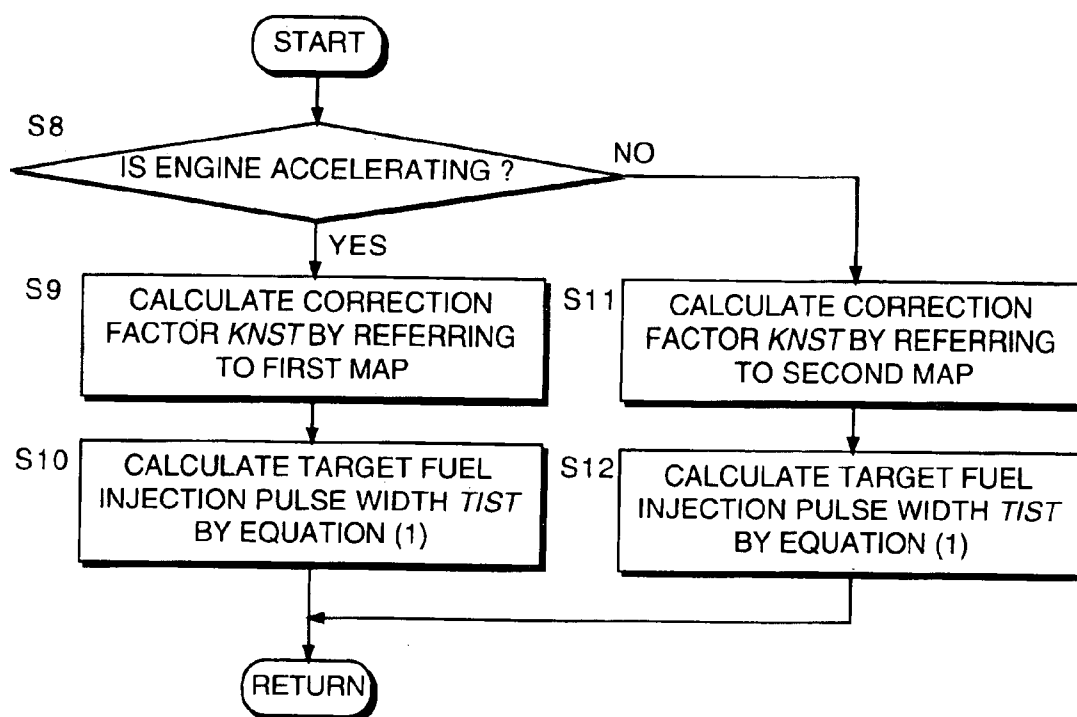 START
S8
IS ENGINE ACCELERATING ?
NO
YES
S9
CALCULATE CORRECTION
FACTOR KNST BY REFERRING
TO FIRST MAP
S11
CALCULATE CORRECTION
FACTOR KNST BY REFERRING
TO SECOND MAP
S10
CALCULATE TARGET FUEL
INJECTION PULSE WIDTH TIST
BY EQUATION (1)
S12
CALCULATE TARGET FUEL
INJECTION PULSE WIDTH TIST
BY EQUATION (1)
RETURN